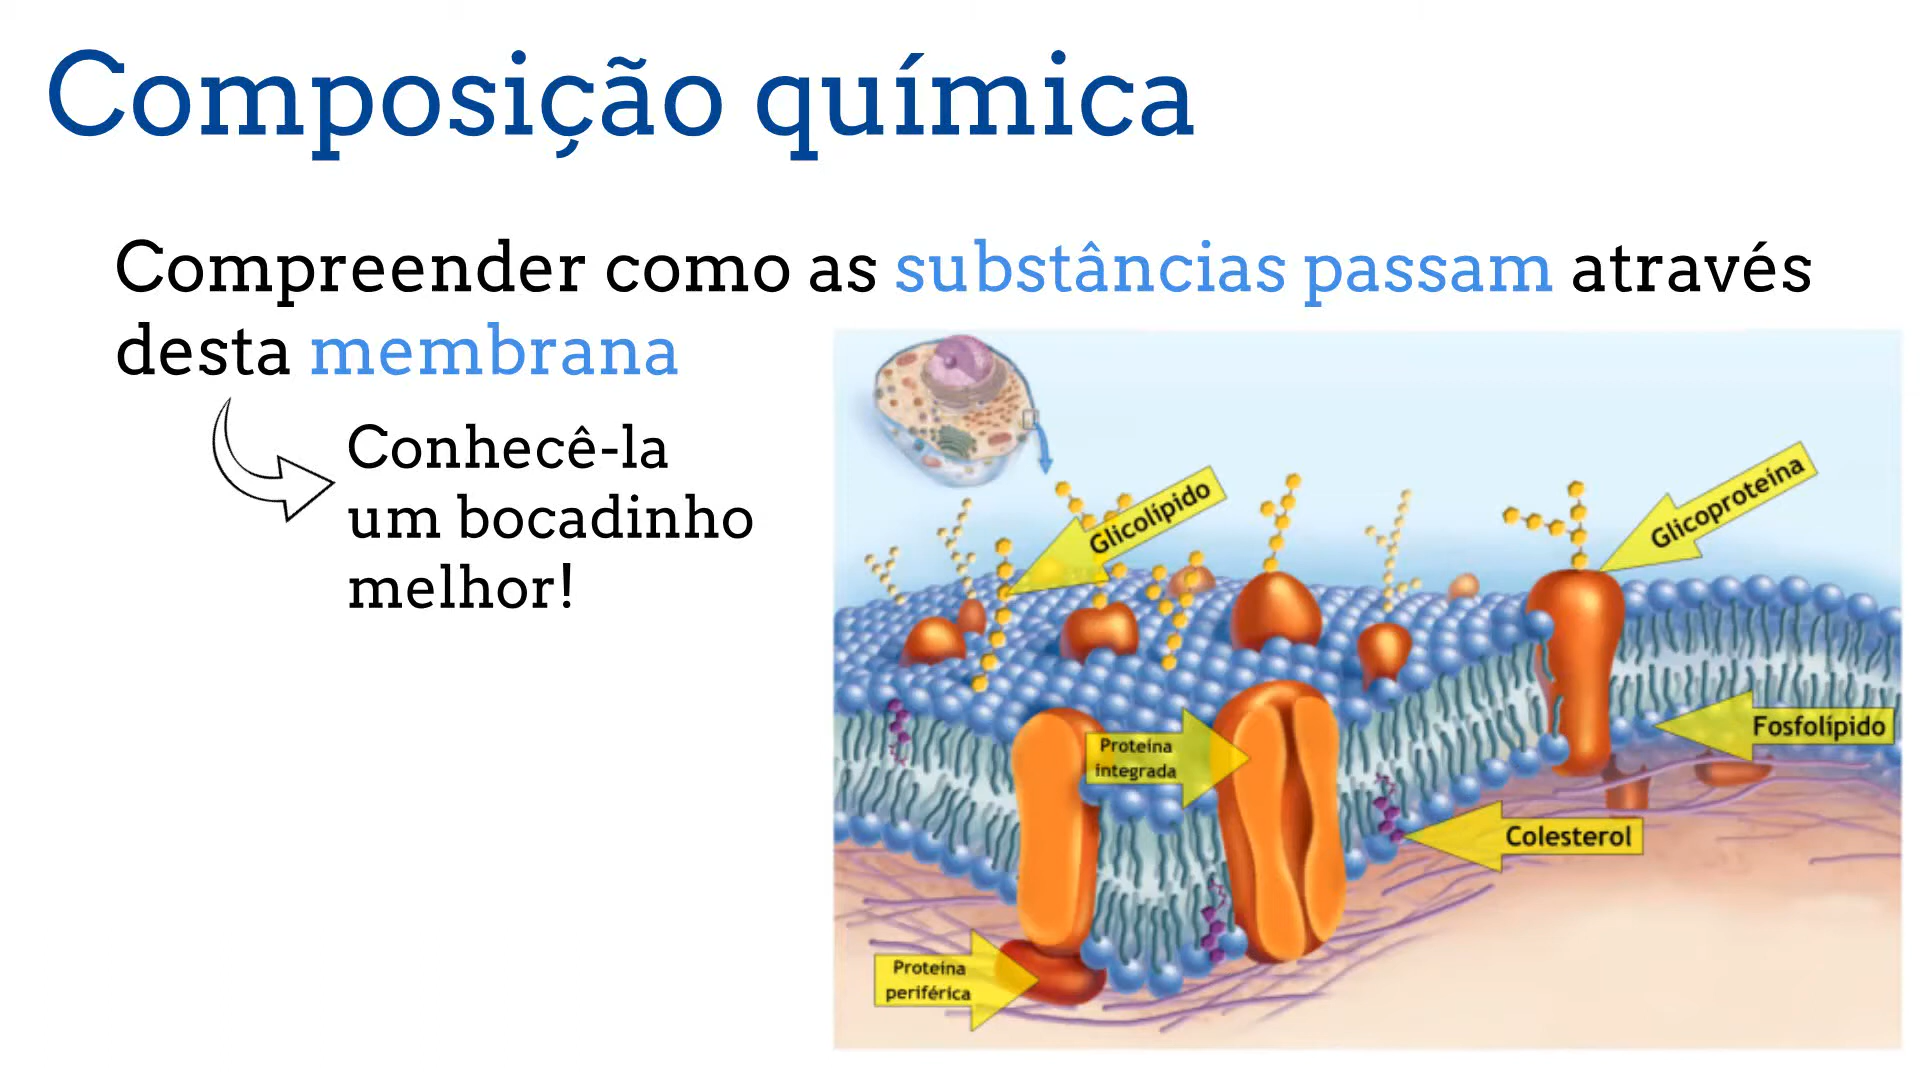 Composição química
Compreender como as substâncias passam através
desta membrana
Conhecê-la
um bocadinho
melhor!
Glicolípido
Glicoproteína
Proteína
integrada
Fosfolípido
Colesterol
Proteína
periférica